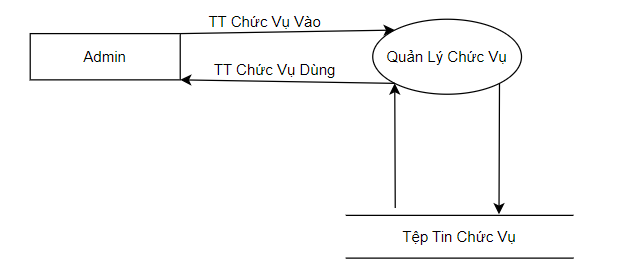 TT Chức Vụ Vào
Admin
Quản Lý Chức Vụ
TT Chức Vụ Dùng
Tệp Tin Chức Vụ